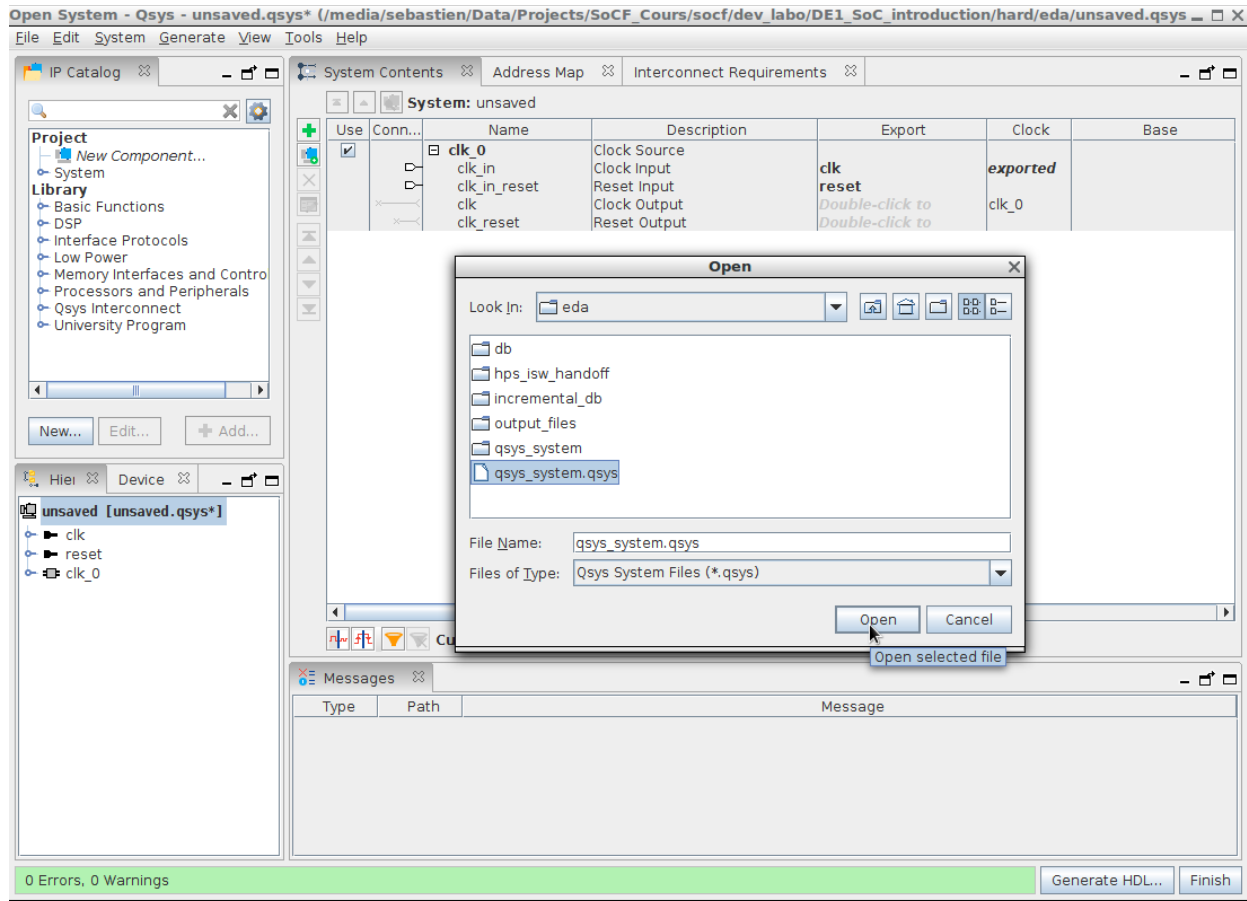 Open System - Qsys - unsaved.qsys* (/media/sebastien/Data/Projects/SoCF_Cours/socf/dev_labo/DE1_SoC_introduction/hard/eda/unsaved.qsys
File Edit System Generate View Tools Help
IP Catalog
Project
New Component...
System
Library
Basic Functions
DSP
Interface Protocols
Low Power
Memory Interfaces and Contro
Processors and Peripherals
Qsys Interconnect
University Program
New... Edit... Add...
Hier Device
unsaved [unsaved.qsys*]
clk
reset
clk_0
System Contents Address Map Interconnect Requirements
System: unsaved
Use Conn... Name Description Export Clock Base
clk_0 Clock Source
clk_in Clock Input clk exported
clk_in_reset Reset Input reset
clk Clock Output Double-click to clk_0
clk_reset Reset Output Double-click to
Open
Look In: eda
db
hps_isw_handoff
incremental_db
output_files
qsys_system
qsys_system.qsys
File Name: qsys_system.qsys
Files of Type: Qsys System Files (*.qsys)
Open Cancel
Open selected file
Cu
Messages
Type Path Message
0 Errors, 0 Warnings
Generate HDL... Finish